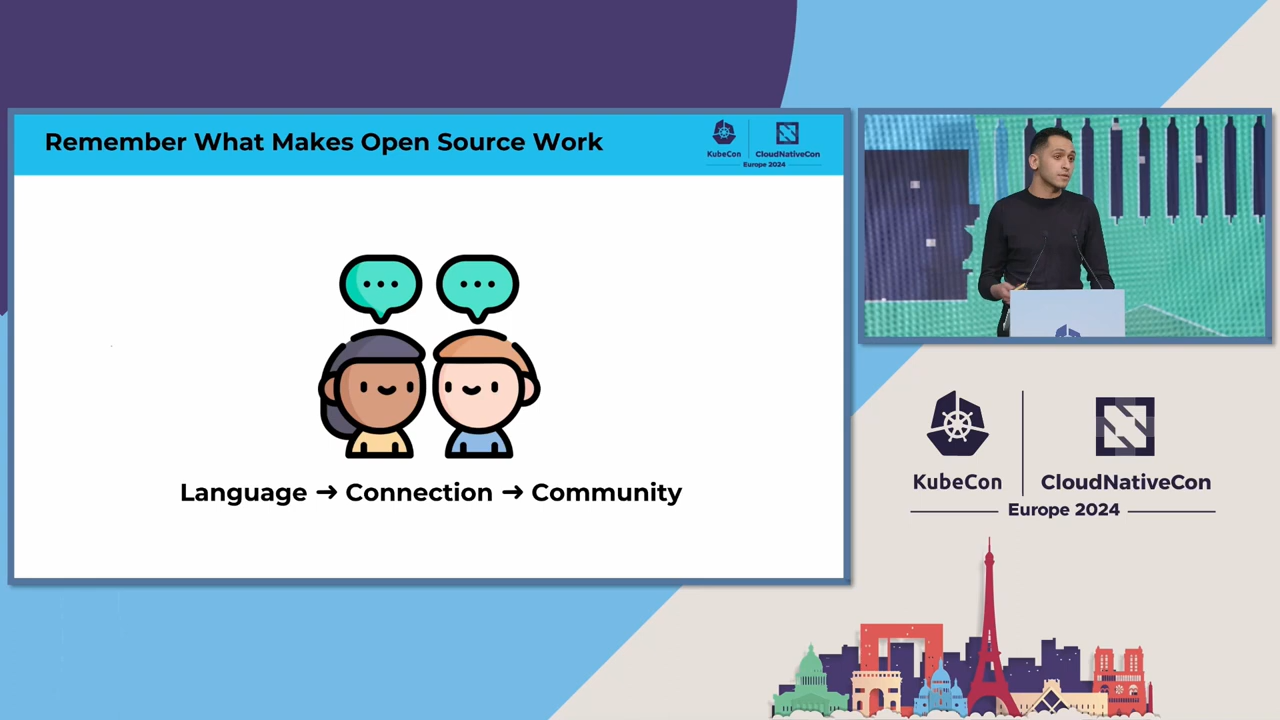 Remember What Makes Open Source Work
KubeCon
CloudNativeCon
Europe 2024
Language → Connection → Community
KubeCon
CloudNativeCon
Europe 2024